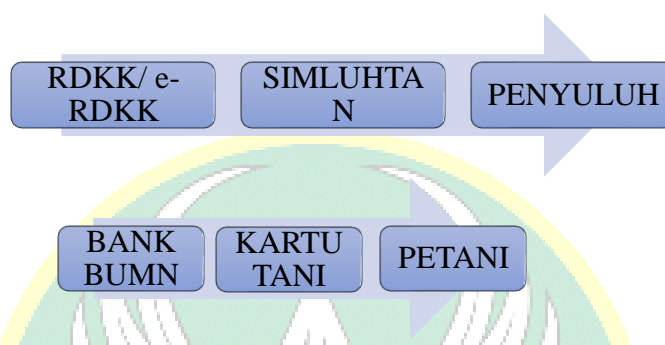 RDKK/ e-
RDKK
SIMLUHTA
N
PENYULUH
BANK
BUMN
KARTU
TANI
PETANI